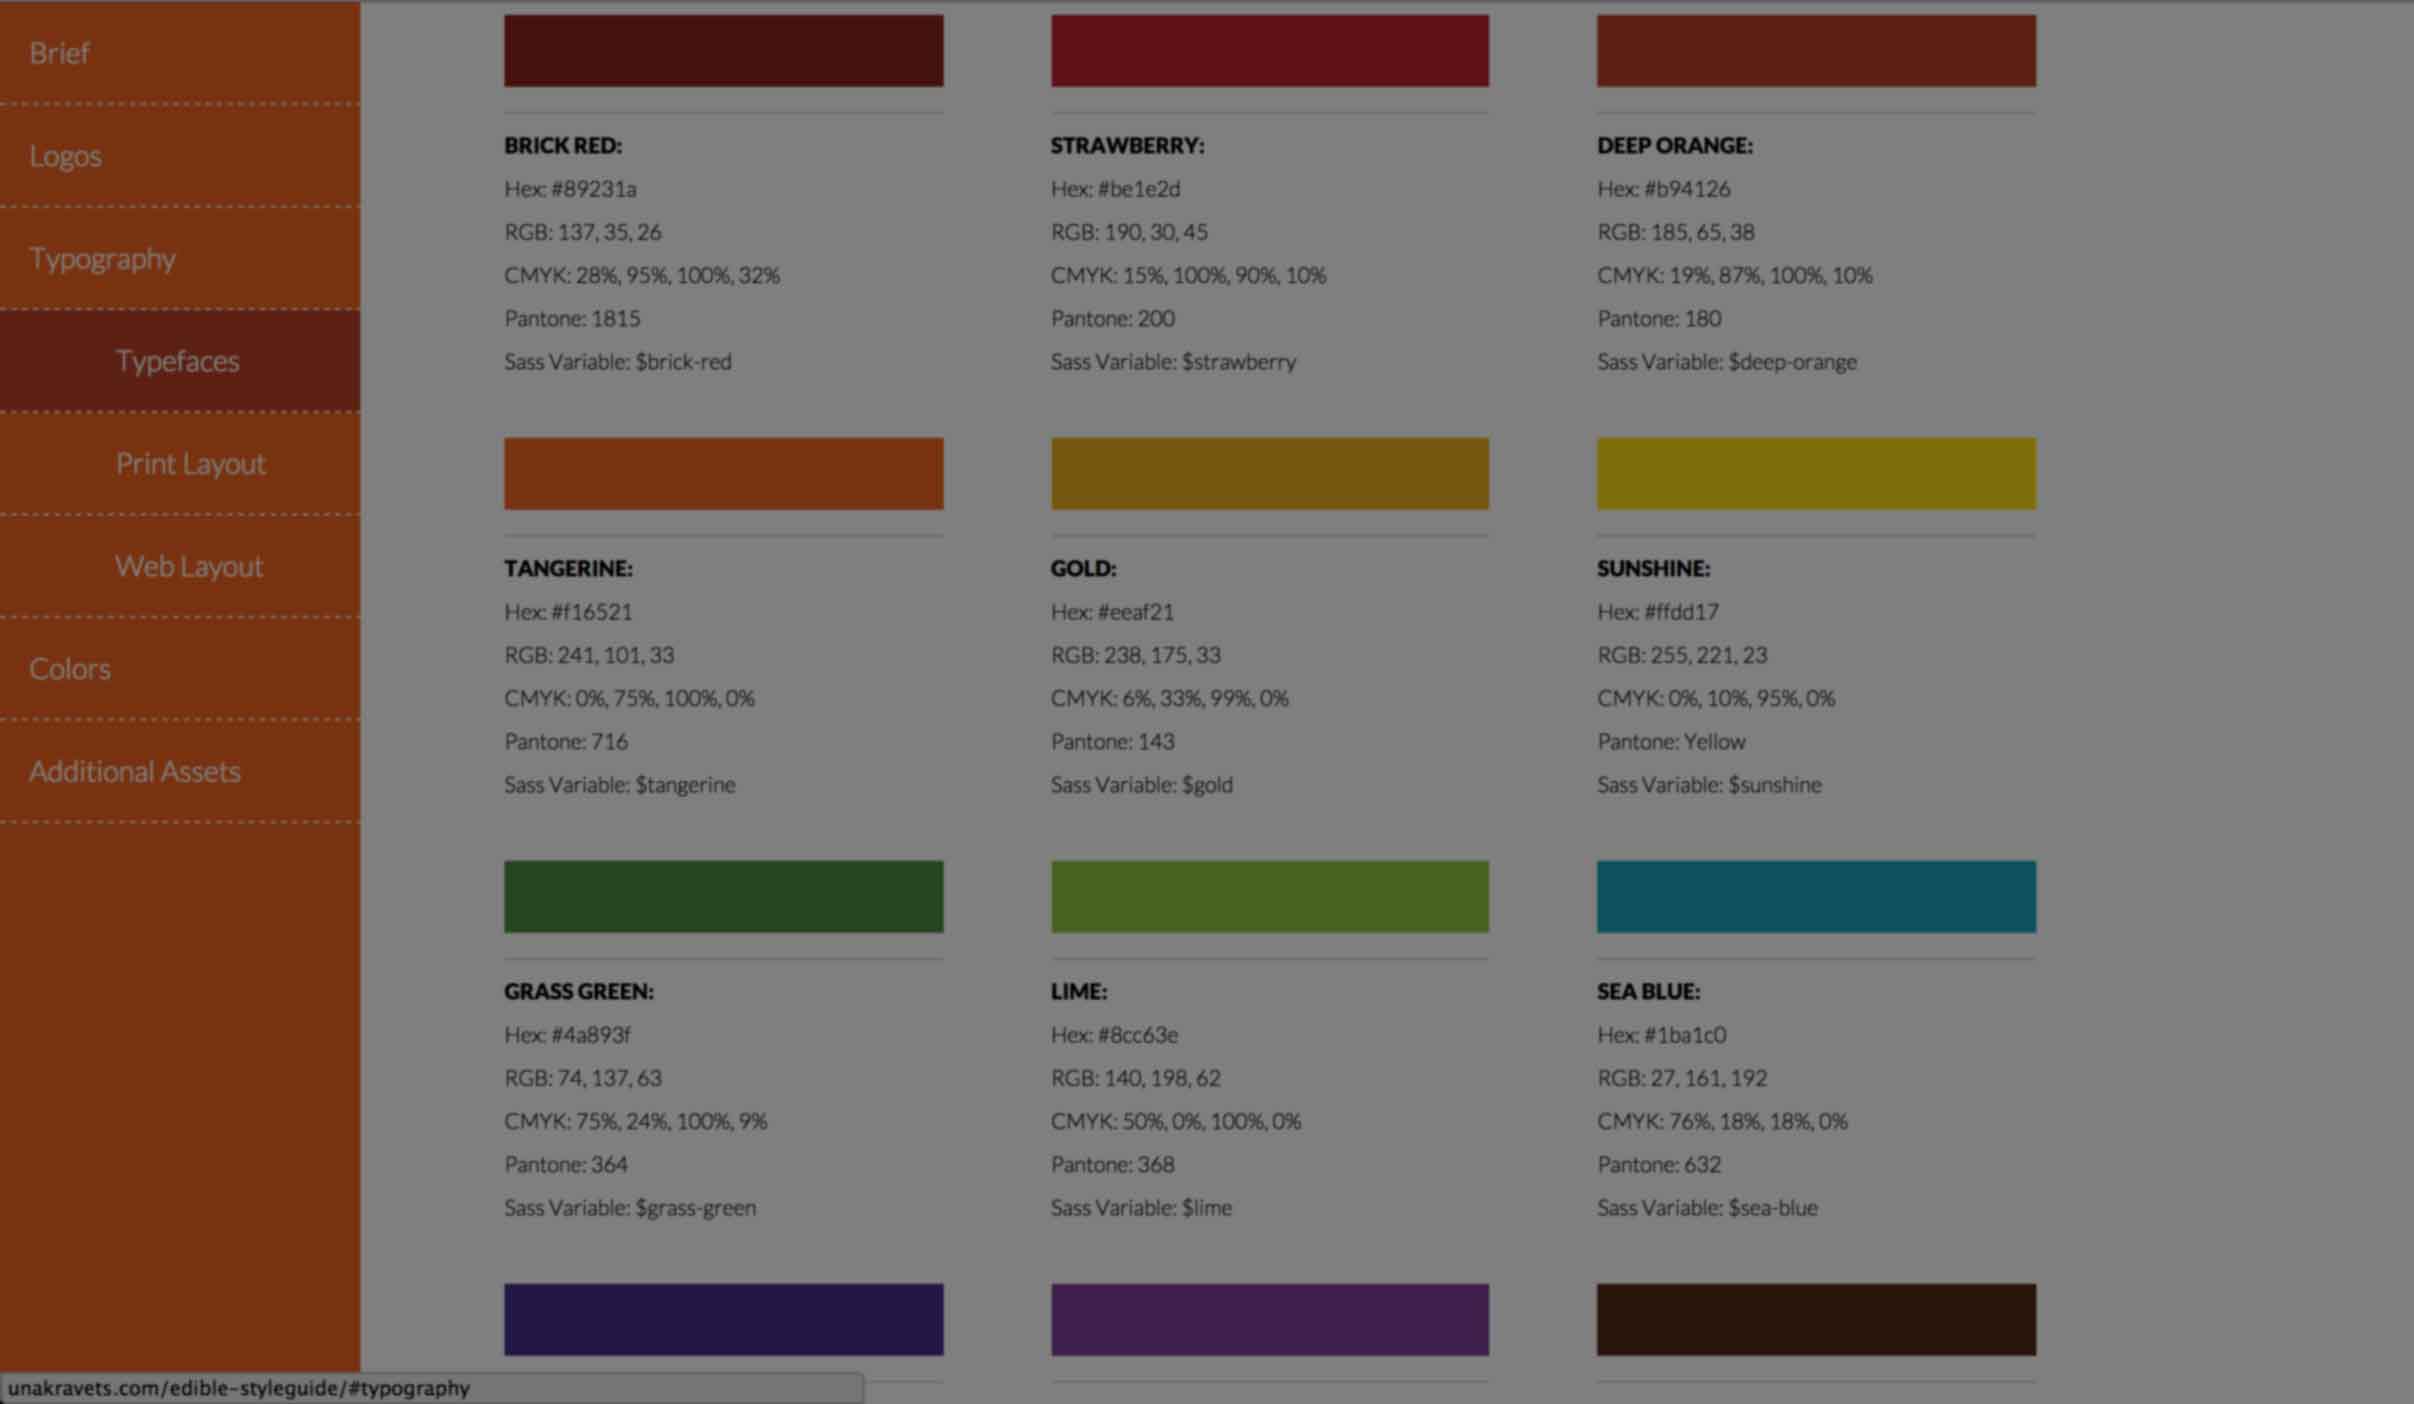 Brief
Logos
Typography
Typefaces
Print Layout
Web Layout
Colors
Additional Assets
BRICK RED:
Hex: #89231a
RGB: 137, 35, 26
CMYK: 28%, 95%, 100%, 32%
Pantone: 1815
Sass Variable: $brick-red
STRAWBERRY:
Hex: #be1e2d
RGB: 190, 30, 45
CMYK: 15%, 100%, 90%, 10%
Pantone: 200
Sass Variable: $strawberry
DEEP ORANGE:
Hex: #b94126
RGB: 185, 65, 38
CMYK: 19%, 87%, 100%, 10%
Pantone: 180
Sass Variable: $deep-orange
TANGERINE:
Hex: #f16521
RGB: 241, 101, 33
CMYK: 0%, 75%, 100%, 0%
Pantone: 716
Sass Variable: $tangerine
GOLD:
Hex: #eeaf21
RGB: 238, 175, 33
CMYK: 6%, 33%, 99%, 0%
Pantone: 143
Sass Variable: $gold
SUNSHINE:
Hex: #ffdd17
RGB: 255, 221, 23
CMYK: 0%, 10%, 95%, 0%
Pantone: Yellow
Sass Variable: $sunshine
GRASS GREEN:
Hex: #4a893f
RGB: 74, 137, 63
CMYK: 75%, 24%, 100%, 9%
Pantone: 364
Sass Variable: $grass-green
LIME:
Hex: #8cc63e
RGB: 140, 198, 62
CMYK: 50%, 0%, 100%, 0%
Pantone: 368
Sass Variable: $lime
SEA BLUE:
Hex: #1ba1c0
RGB: 27, 161, 192
CMYK: 76%, 18%, 18%, 0%
Pantone: 632
Sass Variable: $sea-blue
unakravets.com/edible-styleguide/#typography